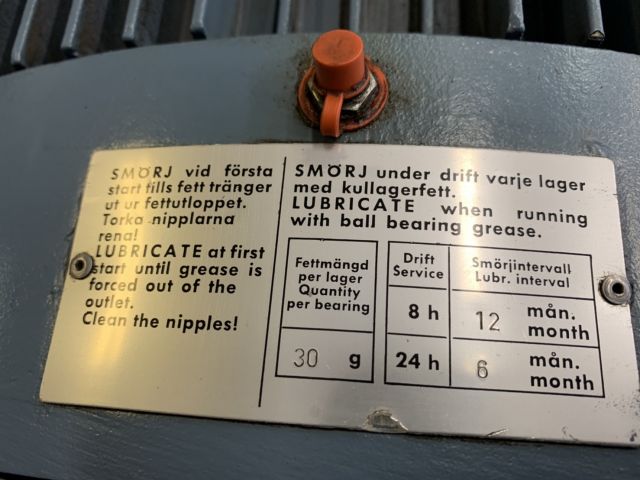 SMÖRJ vid första
start tills fett tränger
ut ur fettutloppet.
Torka nipplarna
rena!
LUBRICATE at first
start until grease is
forced out of the
outlet.
Clean the nipples!
SMÖRJ under drift varje lager
med kullagerfett.
LUBRICATE when running
with ball bearing grease.
Fettmängd
per lager
Quantity
per bearing
30 g
Drift
Service
Smörjintervall
Lubr. interval
8 h 12 mån.
month
24 h 6 mån.
month